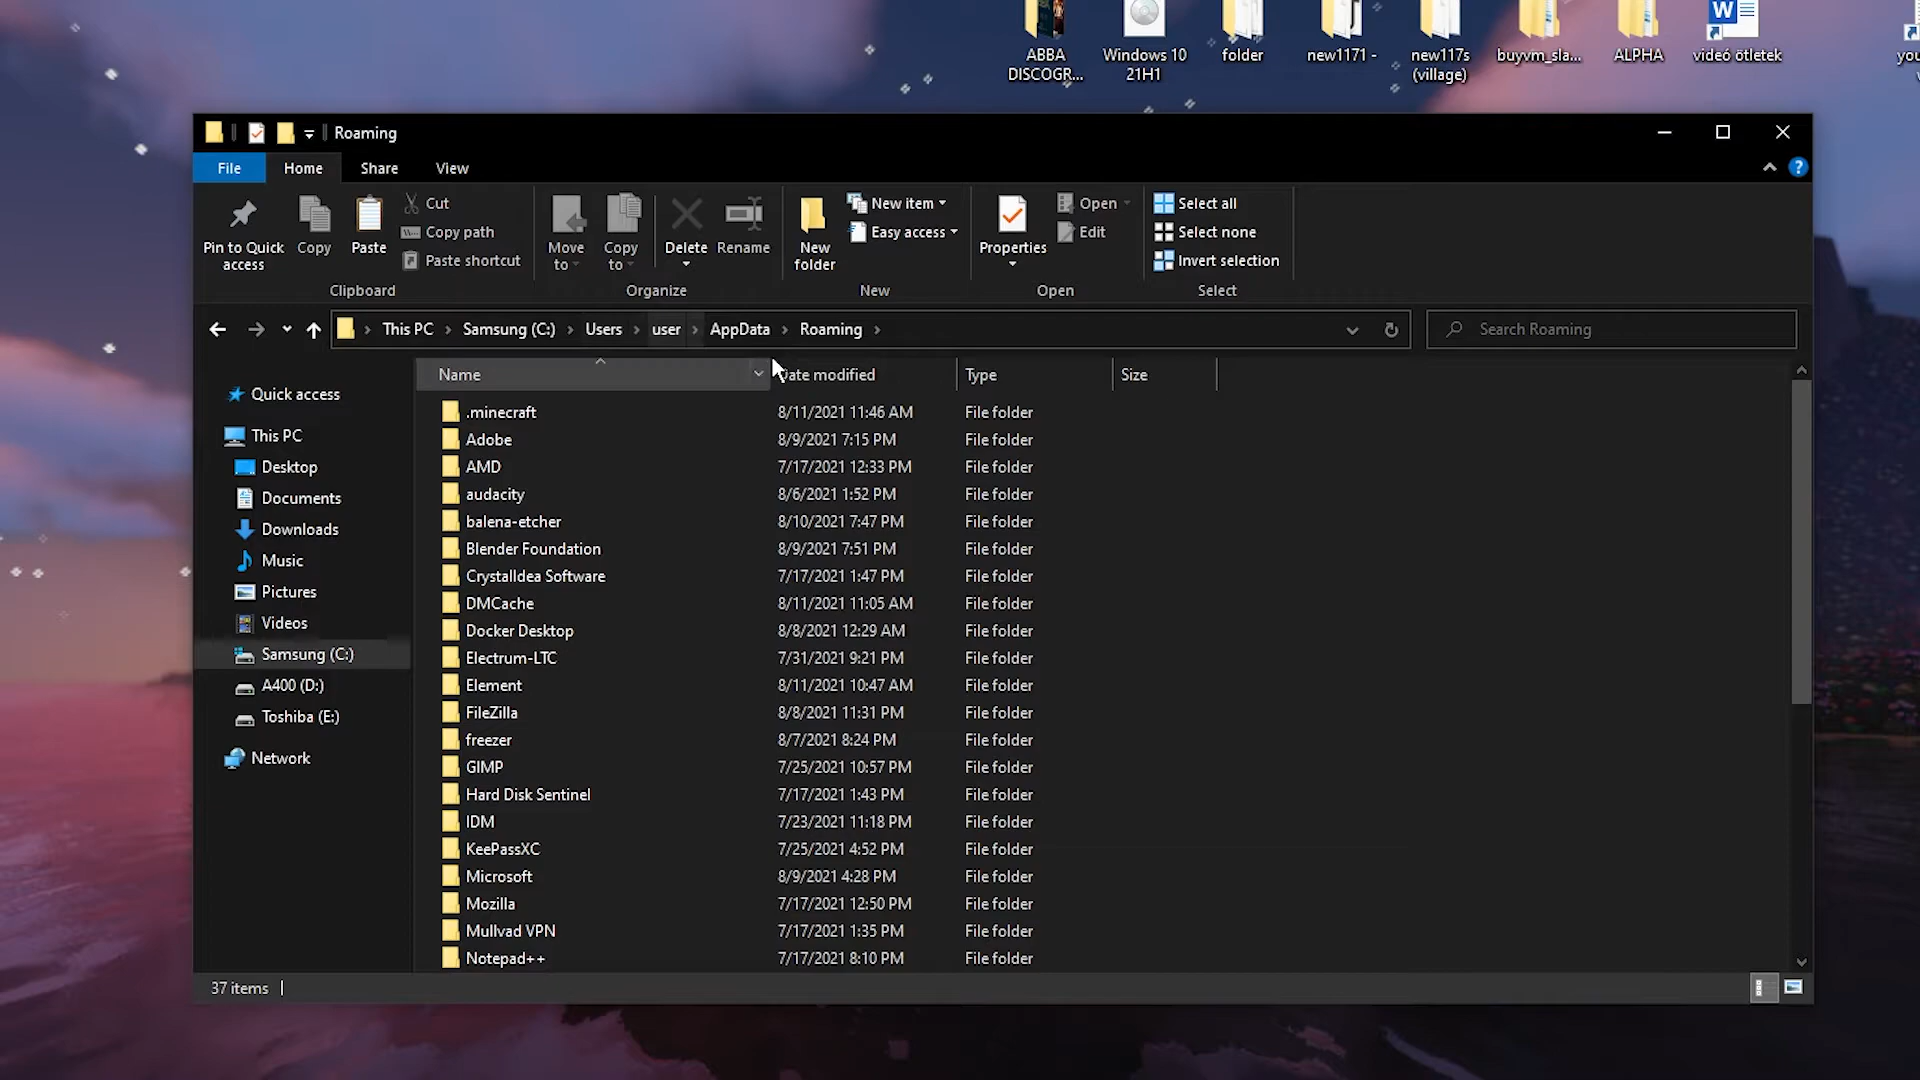 ABBA
DISCOGR...
Windows 10
21H1
folder
new1171 -
new117s
(village)
buyvm_sla...
ALPHA
videó ötletek
Roaming
File Home Share View
Pin to Quick
access
Copy
Paste
Cut
Copy path
Paste shortcut
Clipboard
Move
to
Copy
to
Delete
Rename
Organize
New
folder
New item
Easy access
New
Properties
Open
Edit
Open
Select all
Select none
Invert selection
Select
This PC > Samsung (C:) > Users > user > AppData > Roaming >
Search Roaming
Quick access
This PC
Desktop
Documents
Downloads
Music
Pictures
Videos
Samsung (C:)
A400 (D:)
Toshiba (E:)
Network
Name Date modified Type Size
.minecraft 8/11/2021 11:46 AM File folder
Adobe 8/9/2021 7:15 PM File folder
AMD 7/17/2021 12:33 PM File folder
audacity 8/6/2021 1:52 PM File folder
balena-etcher 8/10/2021 7:47 PM File folder
Blender Foundation 8/9/2021 7:51 PM File folder
CrystalIdea Software 7/17/2021 1:47 PM File folder
DMCache 8/11/2021 11:05 AM File folder
Docker Desktop 8/8/2021 12:29 AM File folder
Electrum-LTC 7/31/2021 9:21 PM File folder
Element 8/11/2021 10:47 AM File folder
FileZilla 8/8/2021 11:31 PM File folder
freezer 8/7/2021 8:24 PM File folder
GIMP 7/25/2021 10:57 PM File folder
Hard Disk Sentinel 7/17/2021 1:43 PM File folder
IDM 7/23/2021 11:18 PM File folder
KeePassXC 7/25/2021 4:52 PM File folder
Microsoft 8/9/2021 4:28 PM File folder
Mozilla 7/17/2021 12:50 PM File folder
Mullvad VPN 7/17/2021 1:35 PM File folder
Notepad++ 7/17/2021 8:10 PM File folder
37 items